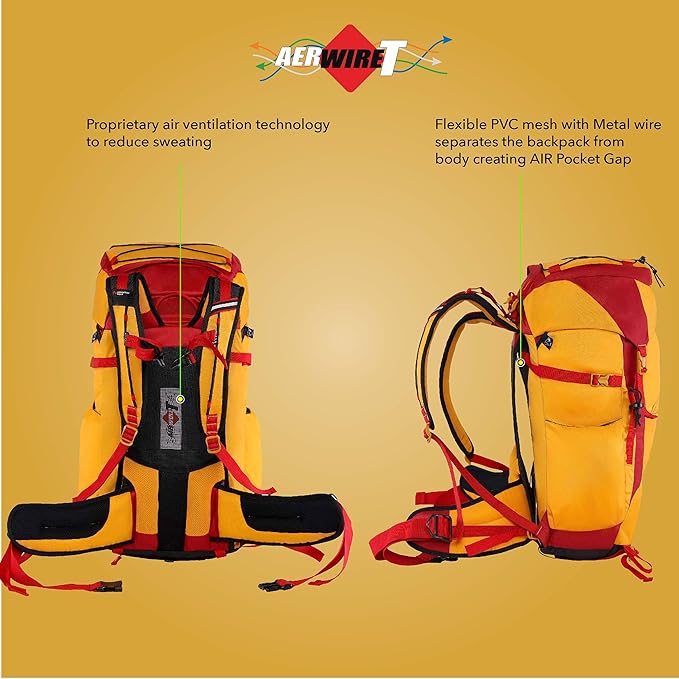 AERWIRET
Proprietary air ventilation technology
to reduce sweating
Flexible PVC mesh with Metal wire
separates the backpack from
body creating AIR Pocket Gap